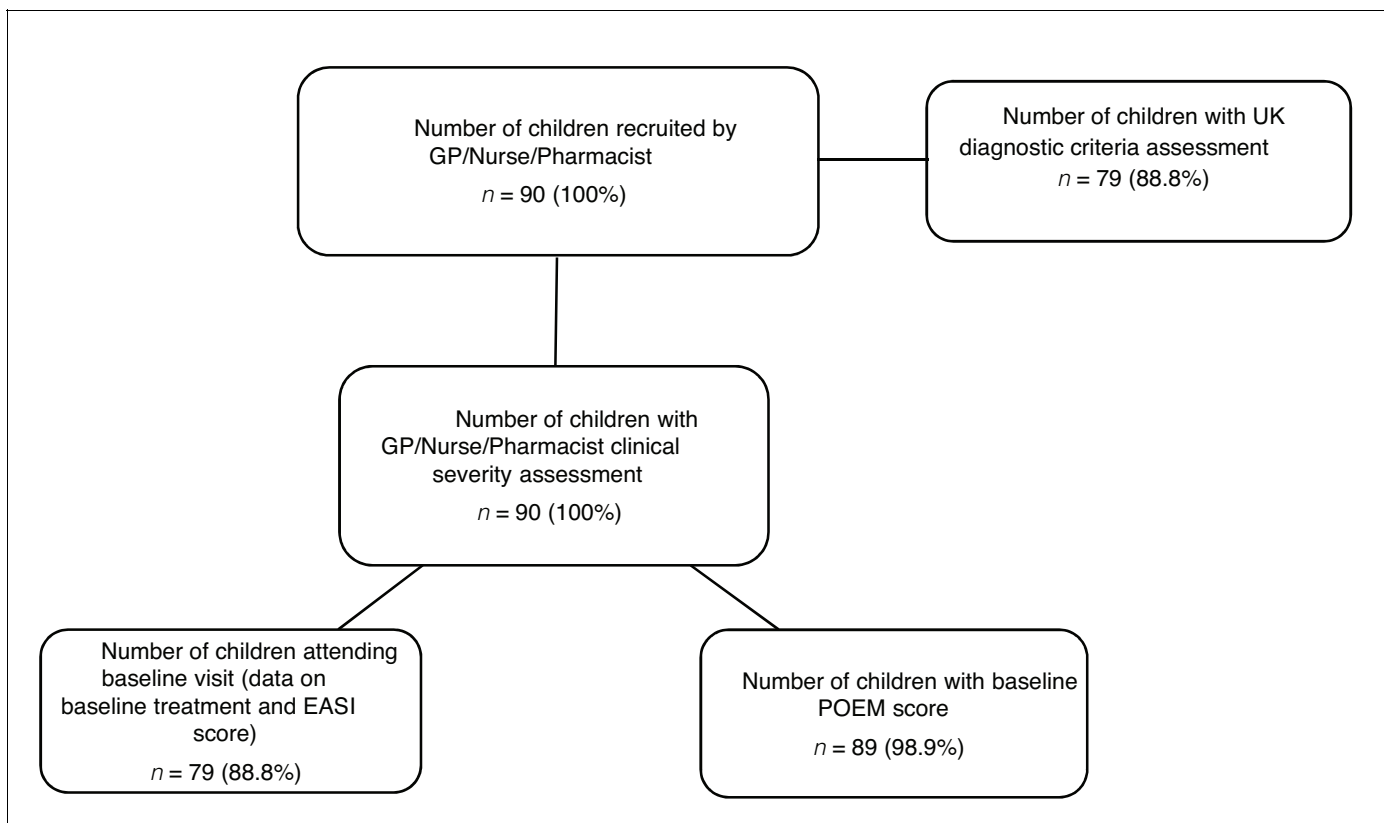 Number of children recruited by
GP/Nurse/Pharmacist
n = 90 (100%)
Number of children with UK
diagnostic criteria assessment
n = 79 (88.8%)
Number of children with
GP/Nurse/Pharmacist clinical
severity assessment
n = 90 (100%)
Number of children attending
baseline visit (data on
baseline treatment and EASI
score)
n = 79 (88.8%)
Number of children with baseline
POEM score
n = 89 (98.9%)